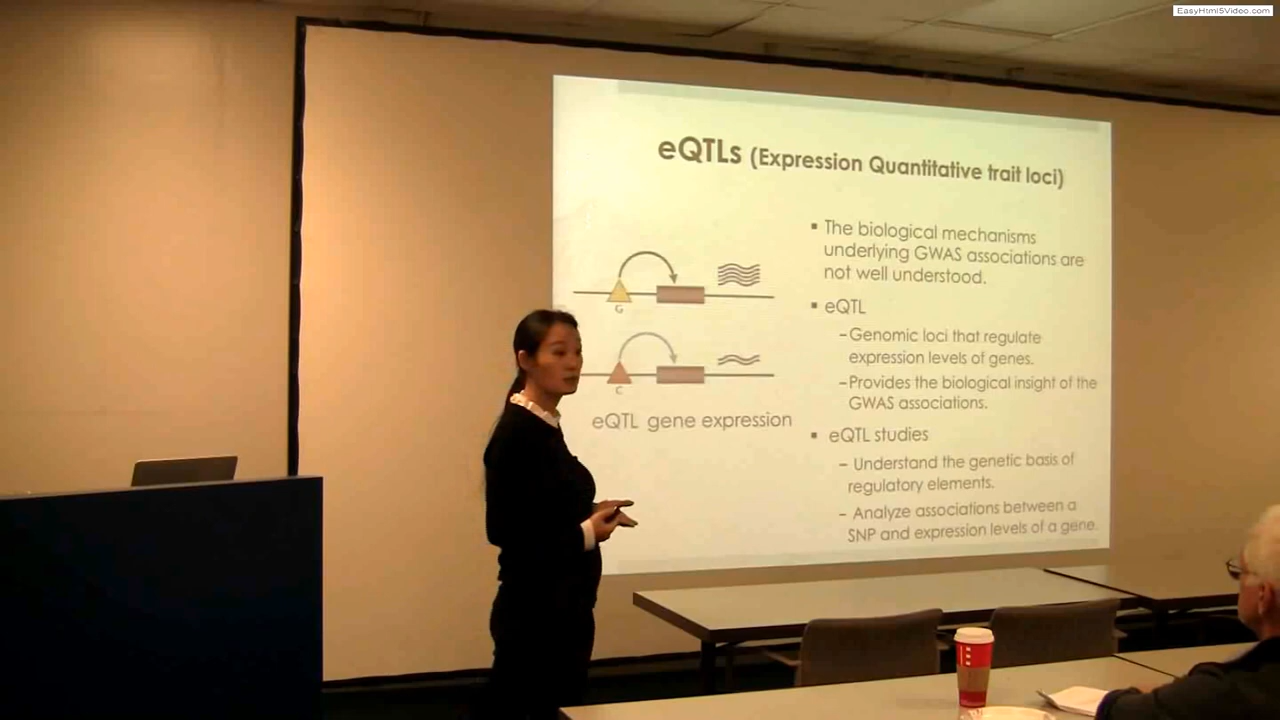 EasyHtml5Video.com
eQTLs (Expression Quantitative trait loci)
▪ The biological mechanisms
underlying GWAS associations are
not well understood.
▪ eQTL
–Genomic loci that regulate
expression levels of genes.
–Provides the biological insight of the
GWAS associations.
▪ eQTL studies
– Understand the genetic basis of
regulatory elements.
– Analyze associations between a
SNP and expression levels of a gene.
G
C
eQTL gene expression